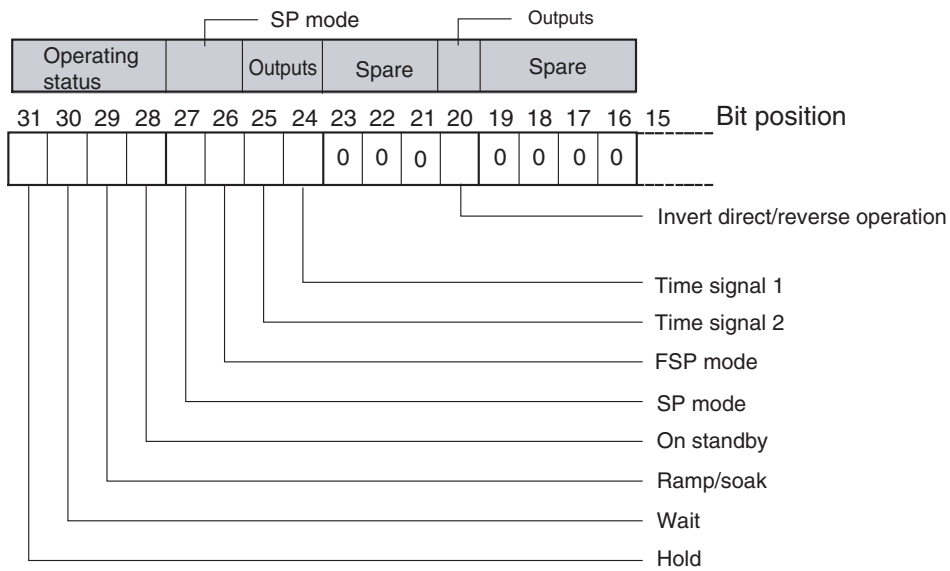 SP mode
Outputs
Operating
status
Outputs
Spare
Spare
31 30 29 28 27 26 25 24 23 22 21 20 19 18 17 16 15 Bit position
0 0 0 0 0 0 0
Invert direct/reverse operation
Time signal 1
Time signal 2
FSP mode
SP mode
On standby
Ramp/soak
Wait
Hold